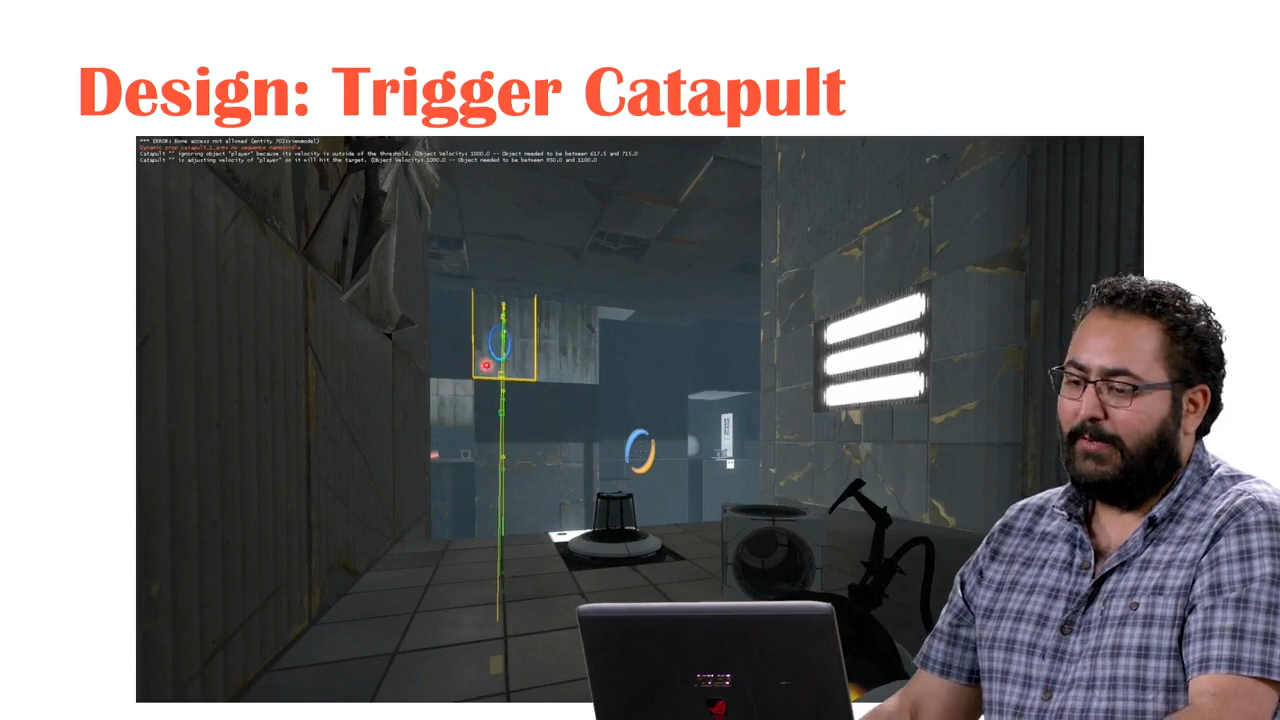 Design: Trigger Catapult
*** ERROR: Bone access not allowed (entity 702:viewmodel)
Catapult "" ignoring object "player" because its velocity is outside of the threshold. (Object Velocity: 1000.0 -- Object needed to be between 617.5 and 715.0
Catapult "" is adjusting velocity of "player" so it will hit the target. (Object Velocity: 1000.0 -- Object needed to be between 950.0 and 1100.0